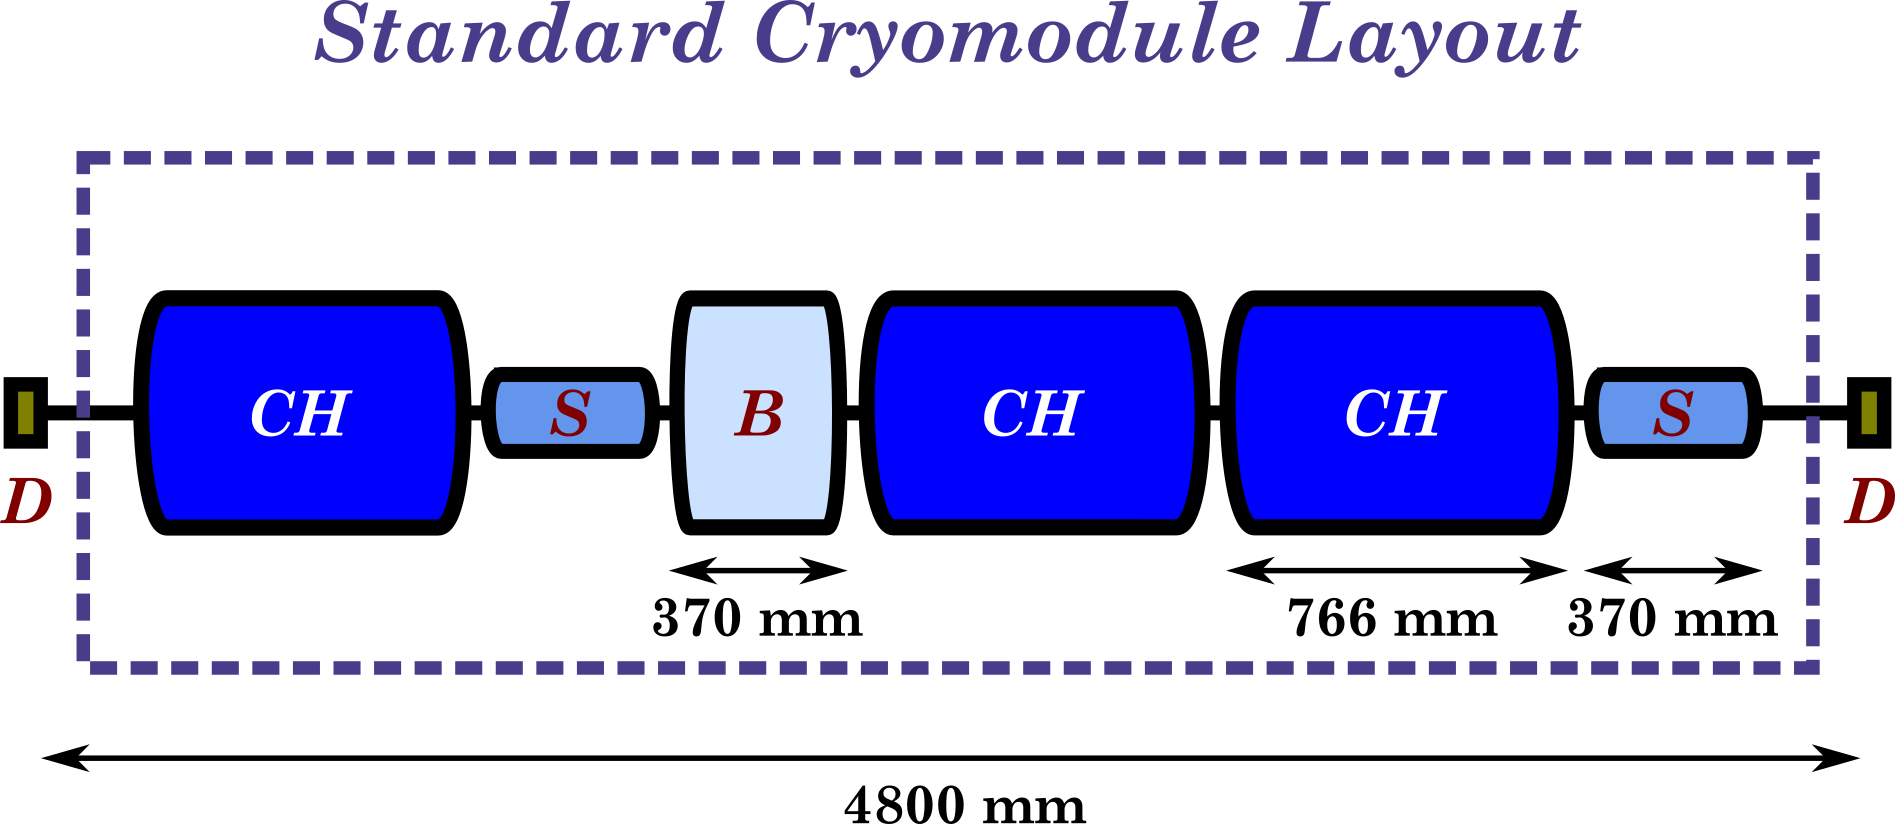 Standard Cryomodule Layout
CH S B CH CH S
D D
370 mm 766 mm 370 mm
4800 mm